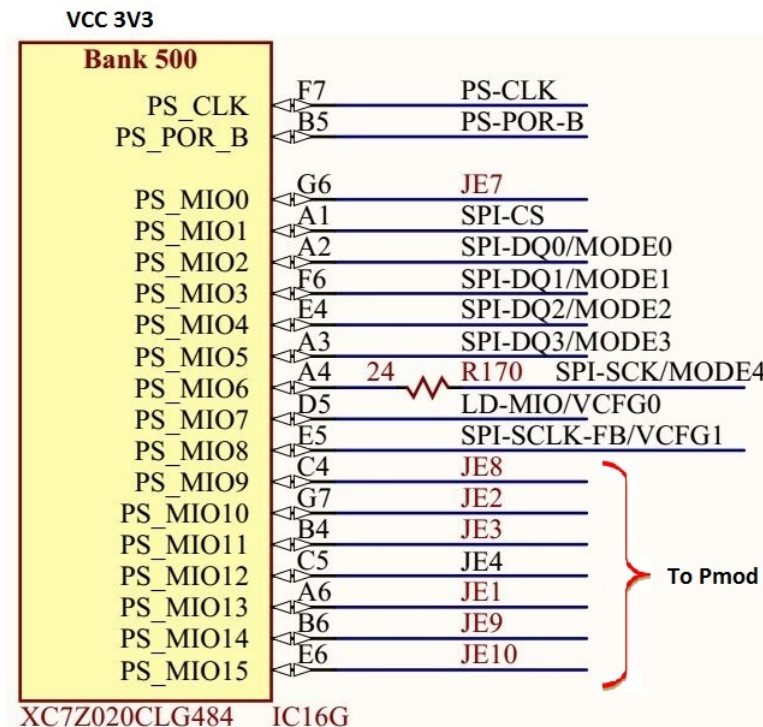 VCC 3V3
Bank 500
PS_CLK F7 PS-CLK
PS_POR_B B5 PS-POR-B
PS_MIO0 G6 JE7
PS_MIO1 A1 SPI-CS
PS_MIO2 A2 SPI-DQ0/MODE0
PS_MIO3 F6 SPI-DQ1/MODE1
PS_MIO4 E4 SPI-DQ2/MODE2
PS_MIO5 A3 SPI-DQ3/MODE3
PS_MIO6 A4 24 R170 SPI-SCK/MODE4
PS_MIO7 D5 LD-MIO/VCFG0
PS_MIO8 E5 SPI-SCLK-FB/VCFG1
PS_MIO9 C4 JE8
PS_MIO10 G7 JE2
PS_MIO11 B4 JE3
PS_MIO12 C5 JE4
PS_MIO13 A6 JE1
PS_MIO14 B6 JE9
PS_MIO15 E6 JE10
To Pmod
XC7Z020CLG484 IC16G